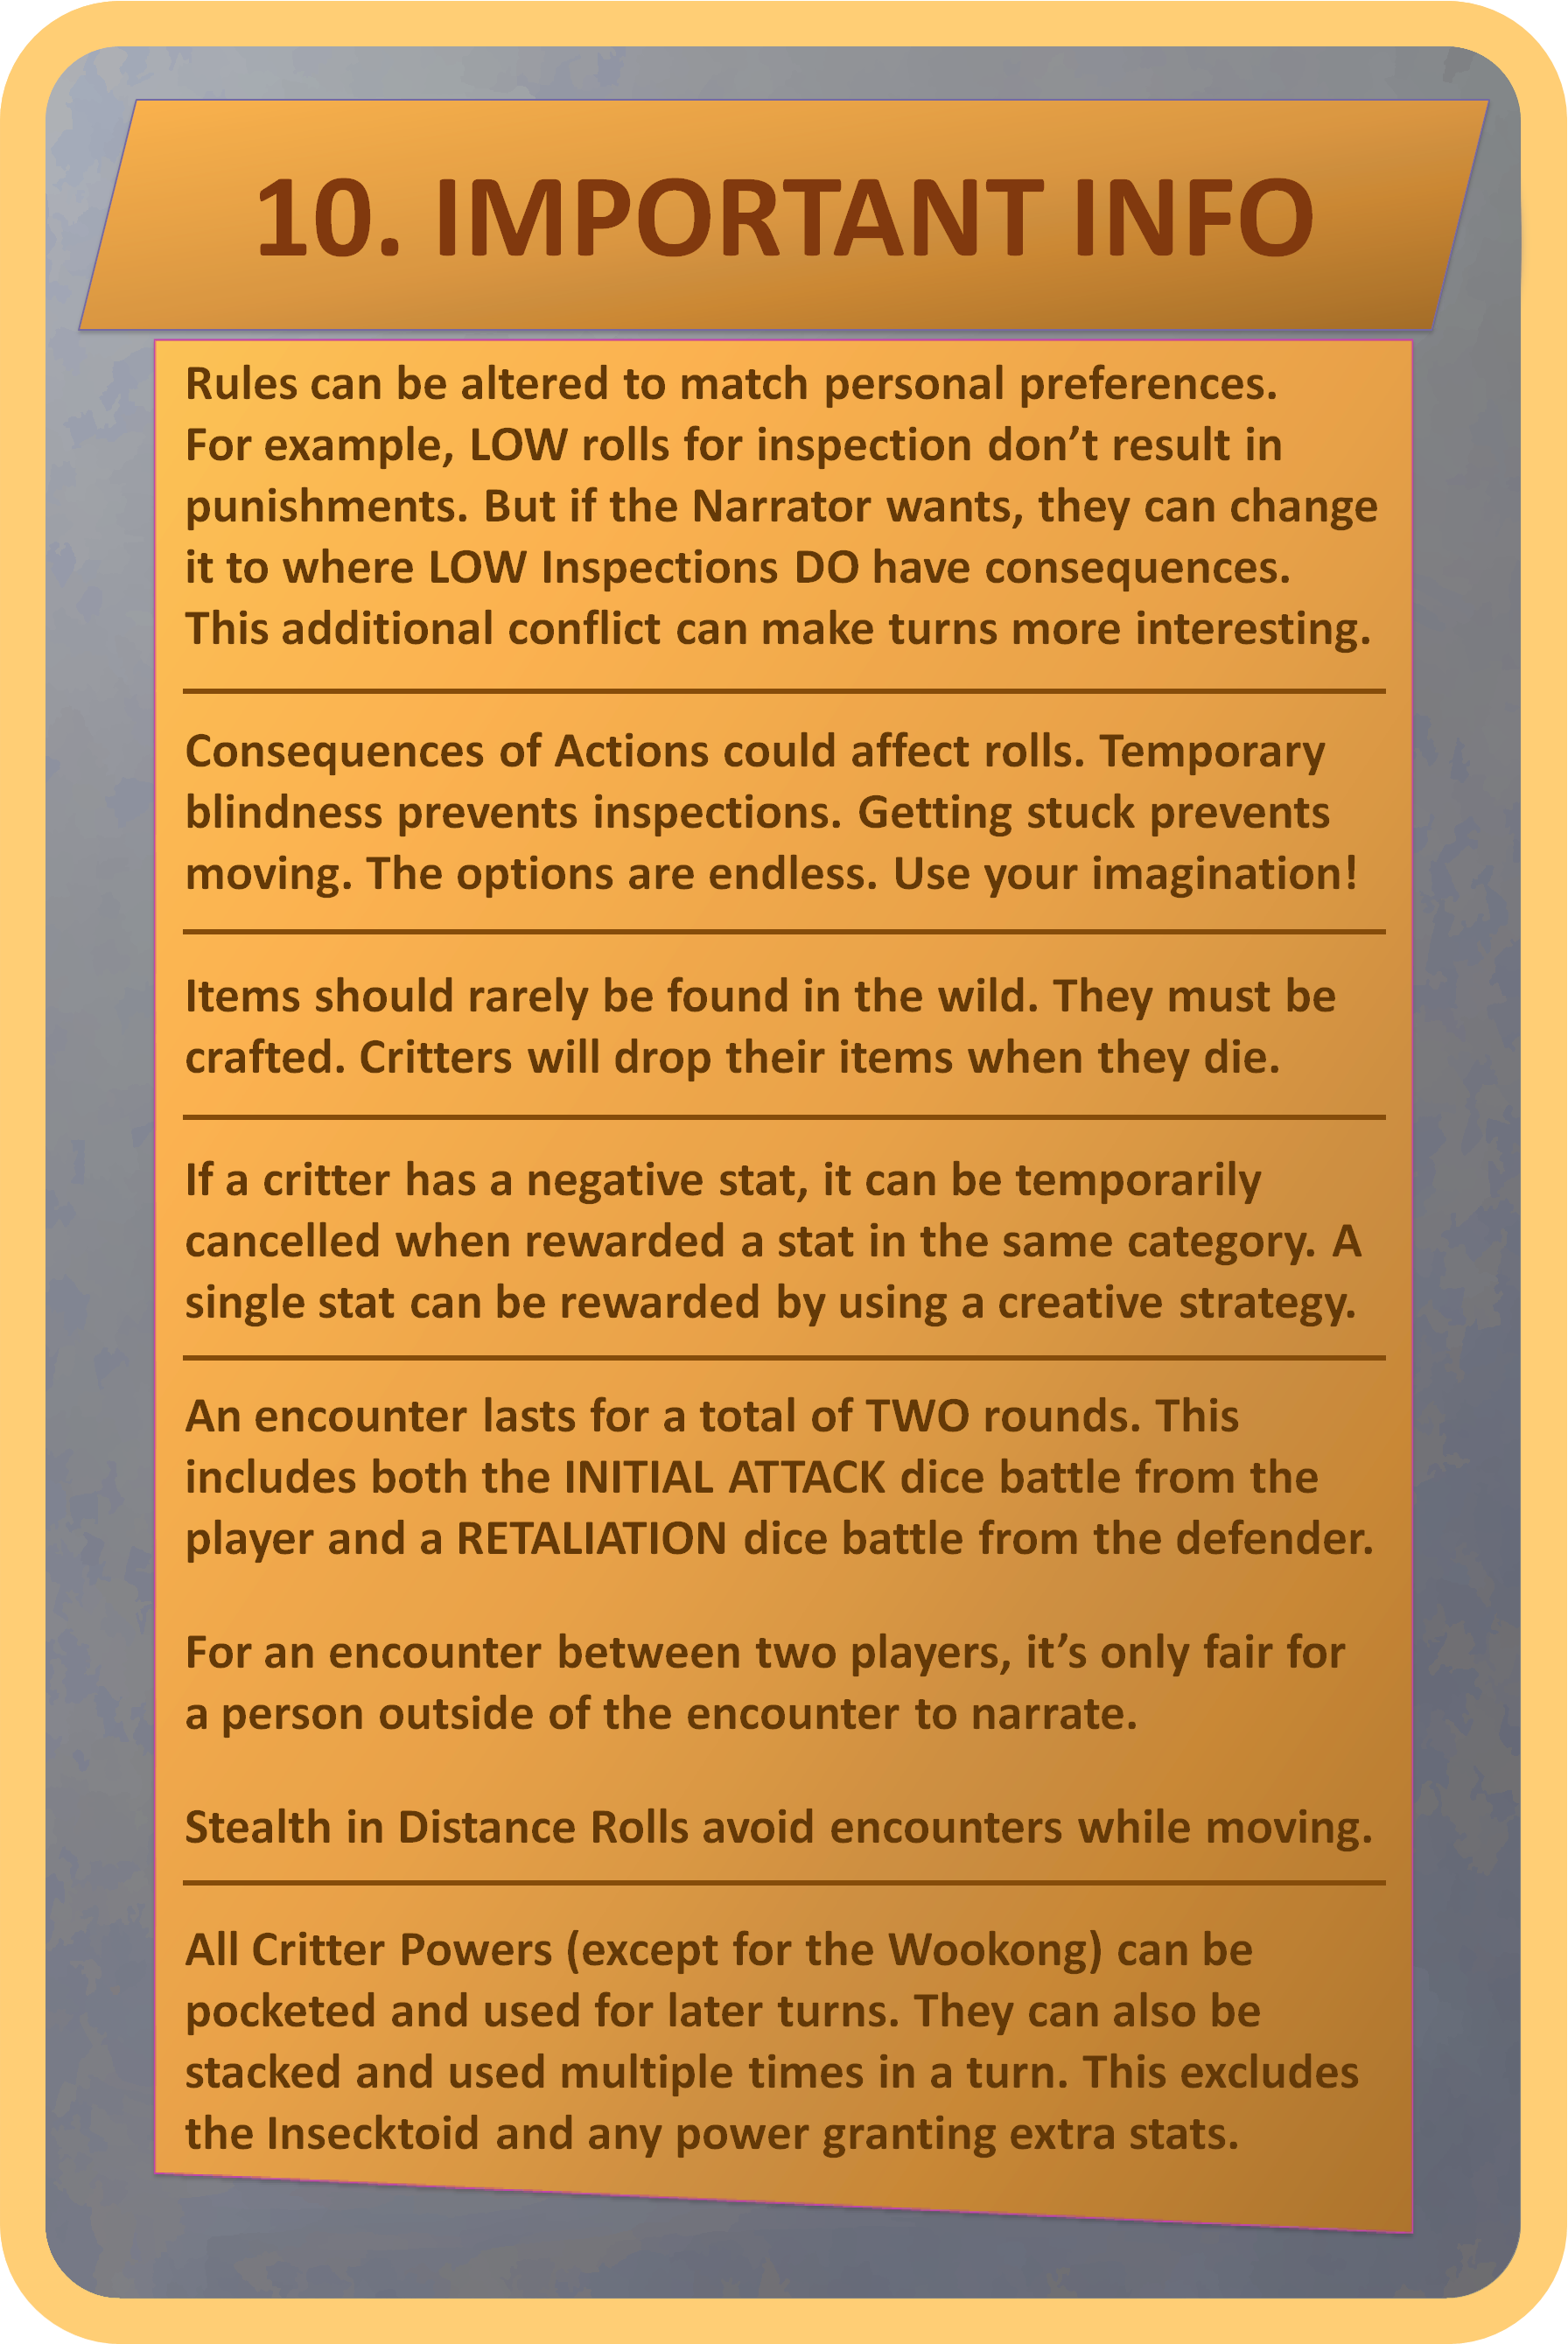 10. IMPORTANT INFO
Rules can be altered to match personal preferences.
For example, LOW rolls for inspection don’t result in
punishments. But if the Narrator wants, they can change
it to where LOW Inspections DO have consequences.
This additional conflict can make turns more interesting.
Consequences of Actions could affect rolls. Temporary
blindness prevents inspections. Getting stuck prevents
moving. The options are endless. Use your imagination!
Items should rarely be found in the wild. They must be
crafted. Critters will drop their items when they die.
If a critter has a negative stat, it can be temporarily
cancelled when rewarded a stat in the same category. A
single stat can be rewarded by using a creative strategy.
An encounter lasts for a total of TWO rounds. This
includes both the INITIAL ATTACK dice battle from the
player and a RETALIATION dice battle from the defender.
For an encounter between two players, it’s only fair for
a person outside of the encounter to narrate.
Stealth in Distance Rolls avoid encounters while moving.
All Critter Powers (except for the Wookong) can be
pocketed and used for later turns. They can also be
stacked and used multiple times in a turn. This excludes
the Insecktoid and any power granting extra stats.